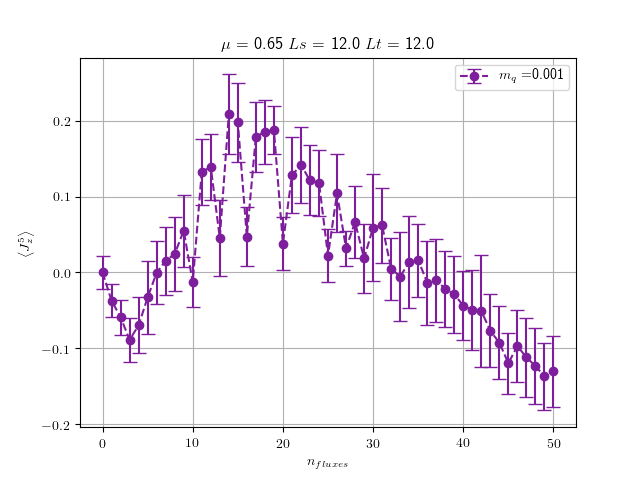 μ = 0.65 Ls = 12.0 Lt = 12.0
m_q =0.001
⟨J_z^5⟩
0.2
0.1
0.0
−0.1
−0.2
0 10 20 30 40 50
n_fluxes